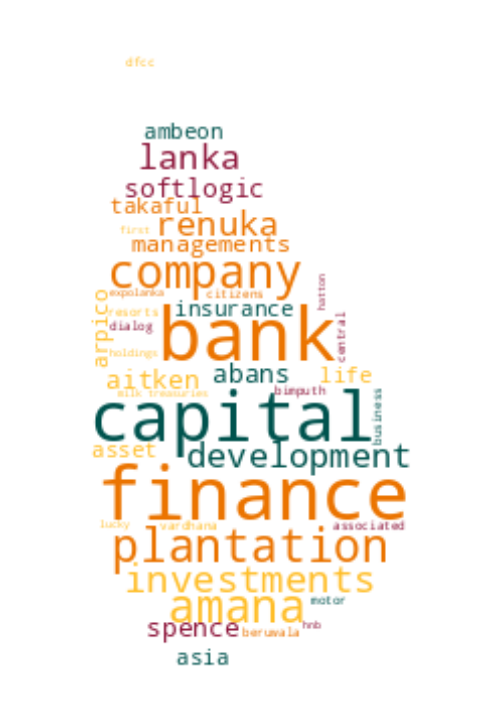 dfcc
ambeon
lanka
softlogic
takaful
renuka
first
managements
company
hatton
expolanka
citizens
arpico
resorts
insurance
bank
central
dialog
holdings
abans
aitken
life
bimputh
milk treasuries
capital
business
asset
development
finance
lucky
vardhana
associated
plantation
investments
amana
motor
spence
beruwala
hnb
asia